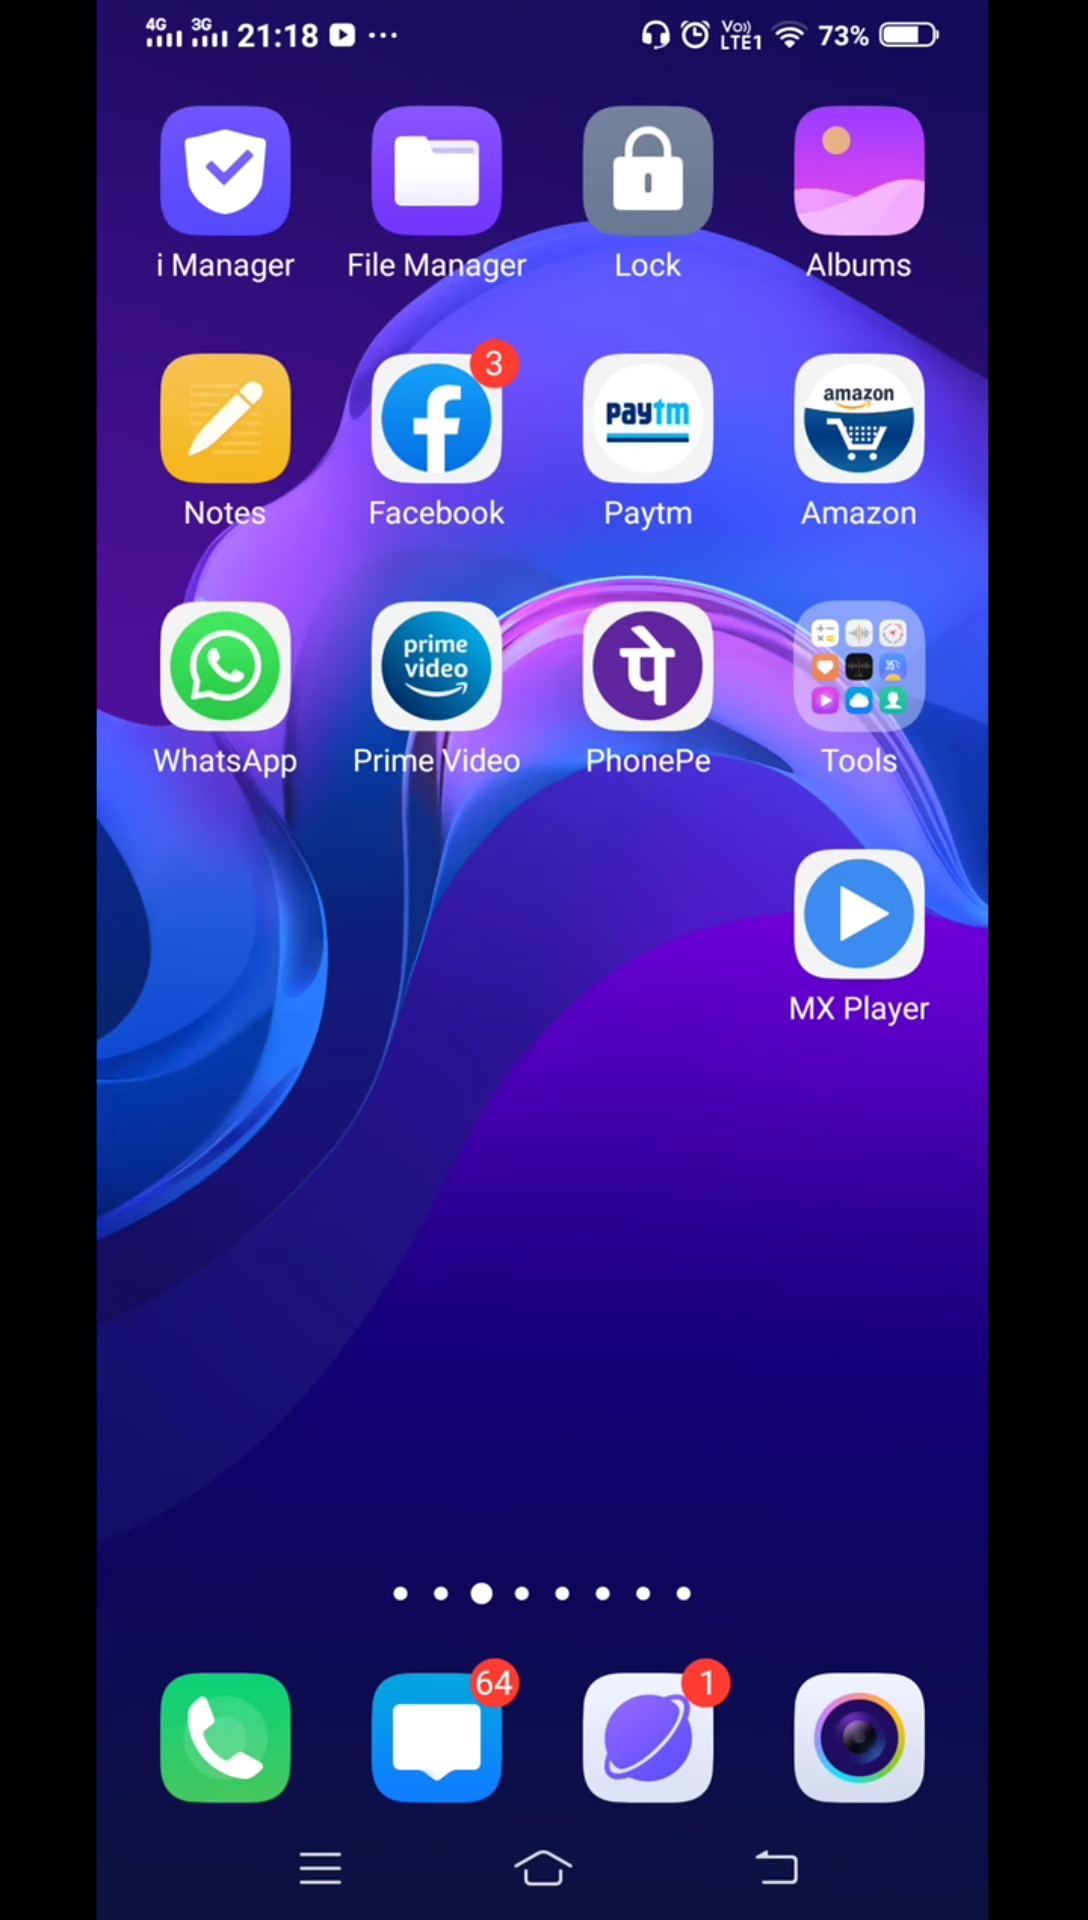 4G 3G 21:18 ... Vo)) LTE1 73%
i Manager File Manager Lock Albums
3
paytm amazon
Notes Facebook Paytm Amazon
prime video पे 35°
WhatsApp Prime Video PhonePe Tools
MX Player
64 1